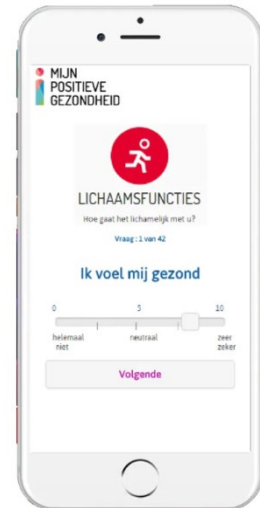 MIJN
POSITIEVE
GEZONDHEID
LICHAAMSFUNCTIES
Hoe gaat het lichamelijk met u?
Vraag : 1 van 42
Ik voel mij gezond
0 5 10
helemaal niet neutraal zeer zeker
Volgende